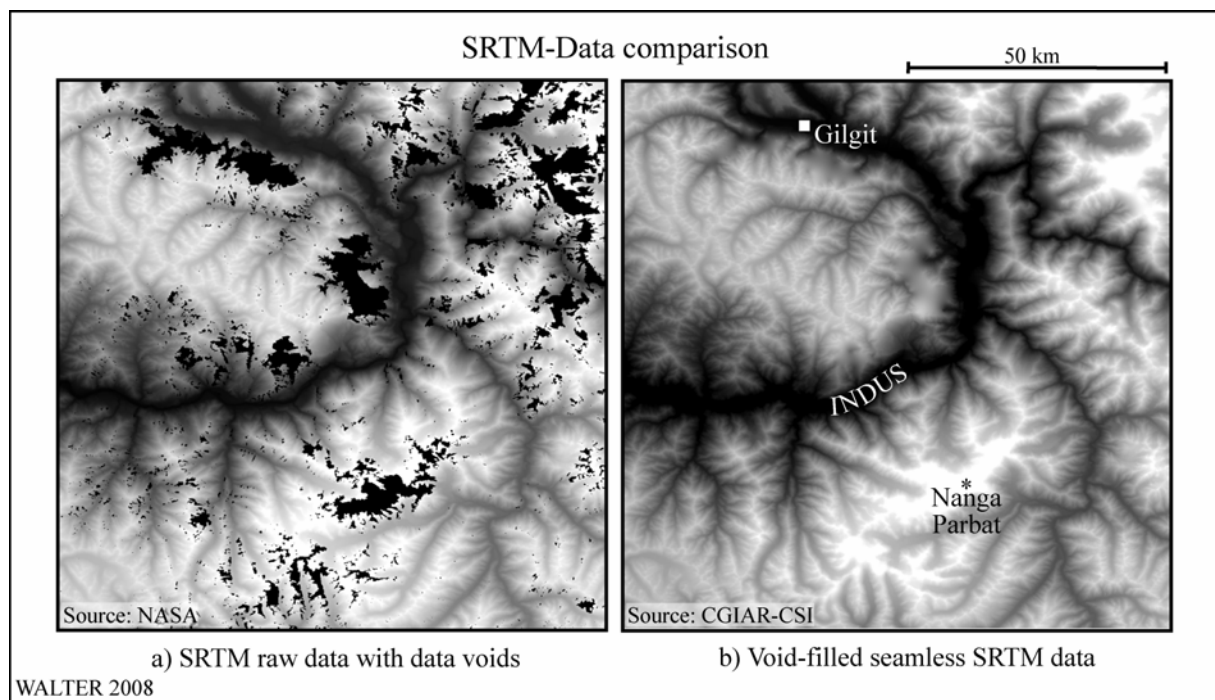 SRTM-Data comparison
50 km
Gilgit
INDUS
*
Nanga
Parbat
Source: NASA
Source: CGIAR-CSI
a) SRTM raw data with data voids
b) Void-filled seamless SRTM data
WALTER 2008